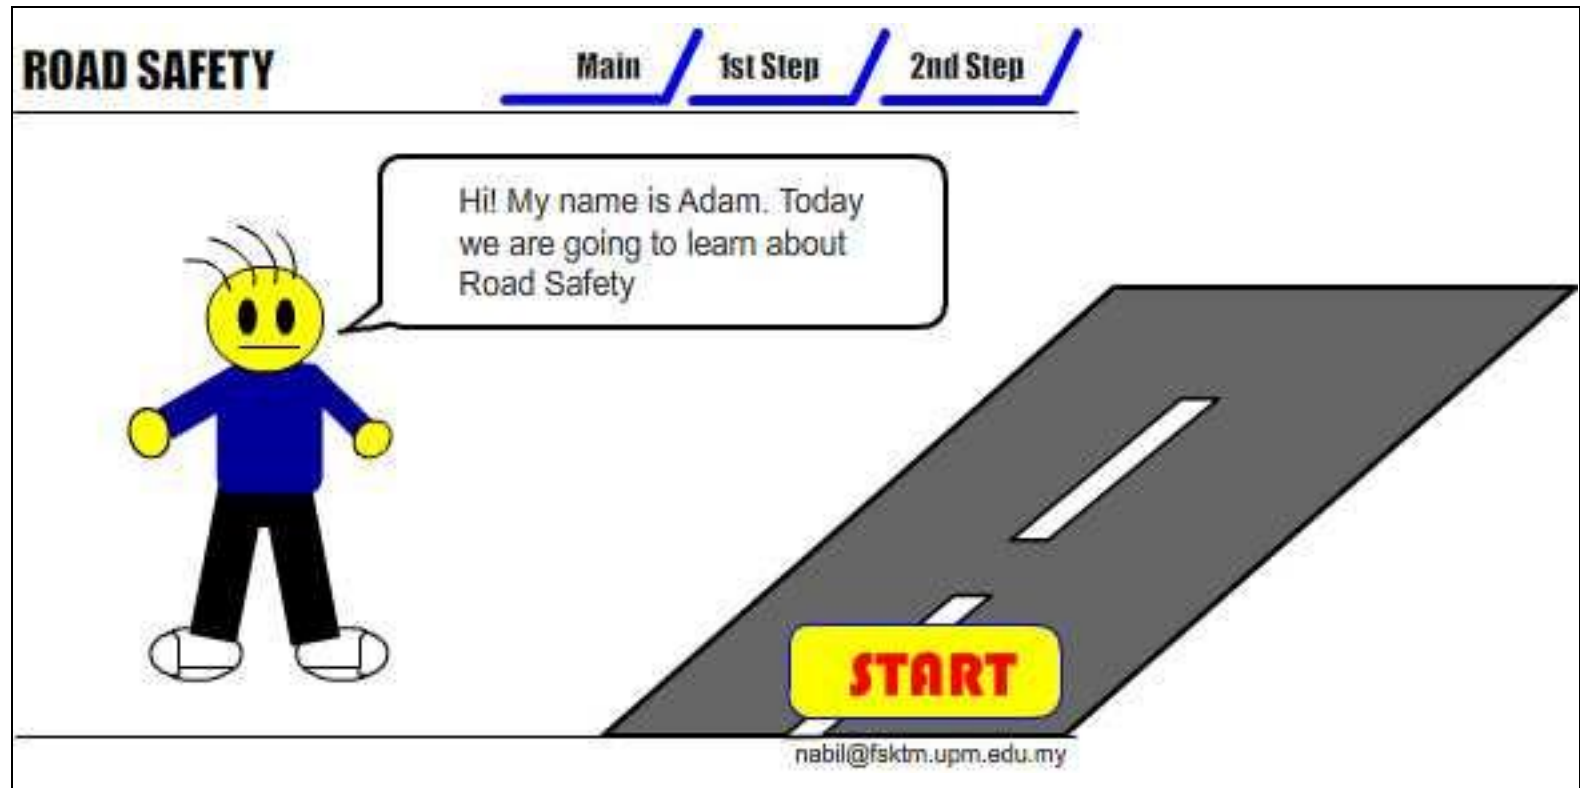 ROAD SAFETY
Main
1st Step
2nd Step
Hi! My name is Adam. Today
we are going to learn about
Road Safety
START
nabil@fsktm.upm.edu.my